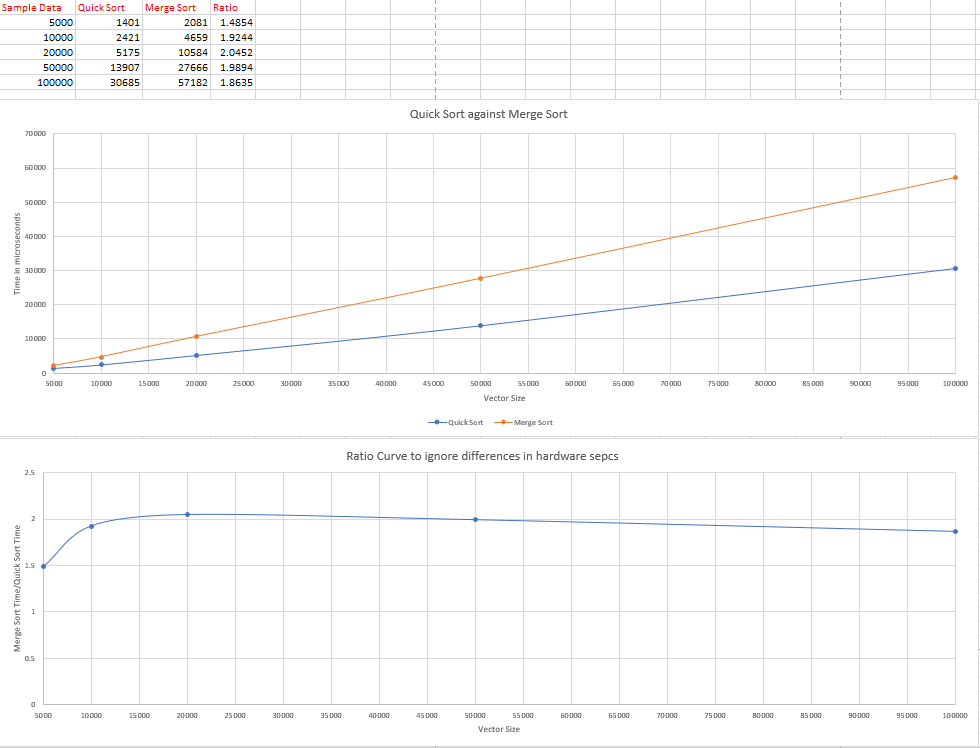 Sample Data Quick Sort Merge Sort Ratio
5000 1401 2081 1.4854
10000 2421 4659 1.9244
20000 5175 10584 2.0452
50000 13907 27666 1.9894
100000 30685 57182 1.8635
Quick Sort against Merge Sort
70000
60000
50000
40000
30000
20000
10000
0
Time in microseconds
5000 10000 15000 20000 25000 30000 35000 40000 45000 50000 55000 60000 65000 70000 75000 80000 85000 90000 95000 100000
Vector Size
Quick Sort Merge Sort
Ratio Curve to ignore differences in hardware sepcs
2.5
2
1.5
1
0.5
0
Merge Sort Time/Quick Sort Time
5000 10000 15000 20000 25000 30000 35000 40000 45000 50000 55000 60000 65000 70000 75000 80000 85000 90000 95000 100000
Vector Size